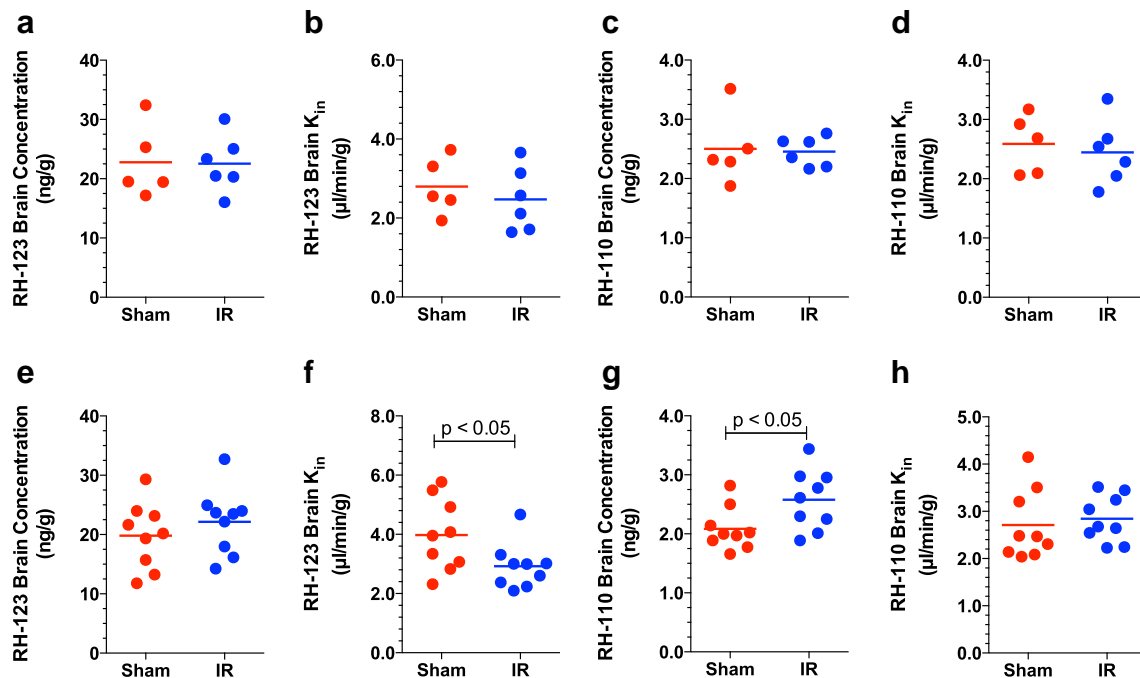 a
RH-123 Brain Concentration
(ng/g)
40
30
20
10
0
Sham IR
b
RH-123 Brain Kin
(µl/min/g)
6.0
4.0
2.0
0.0
Sham IR
c
RH-110 Brain Concentration
(ng/g)
4.0
3.0
2.0
1.0
0.0
Sham IR
d
RH-110 Brain Kin
(µl/min/g)
4.0
3.0
2.0
1.0
0.0
Sham IR
e
RH-123 Brain Concentration
(ng/g)
40
30
20
10
0
Sham IR
f
RH-123 Brain Kin
(µl/min/g)
8.0
6.0
4.0
2.0
0.0
p < 0.05
Sham IR
g
RH-110 Brain Concentration
(ng/g)
4.0
3.0
2.0
1.0
0.0
p < 0.05
Sham IR
h
RH-110 Brain Kin
(µl/min/g)
5.0
4.0
3.0
2.0
1.0
0.0
Sham IR